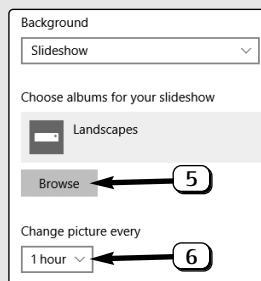 Background
Slideshow
Choose albums for your slideshow
Landscapes
Browse
5
Change picture every
1 hour
6